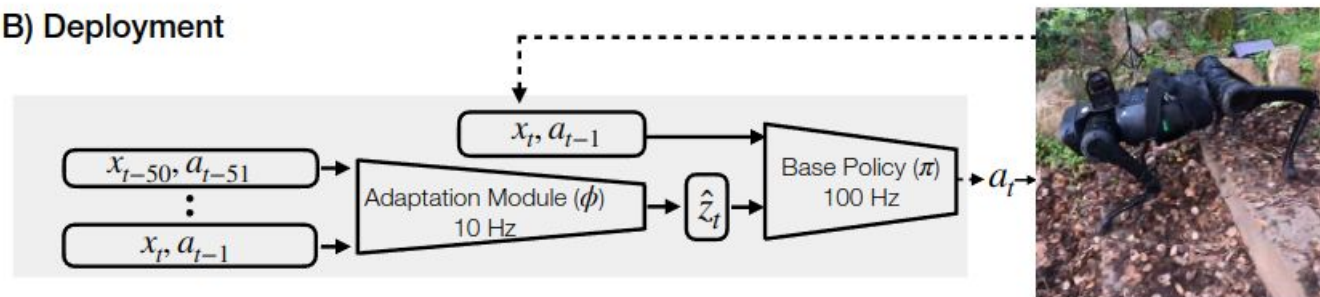 B) Deployment
x_t, a_{t−1}
x_{t−50}, a_{t−51}
⋮
x_t, a_{t−1}
Adaptation Module (ϕ)
10 Hz
ẑ_t
Base Policy (π)
100 Hz
a_t